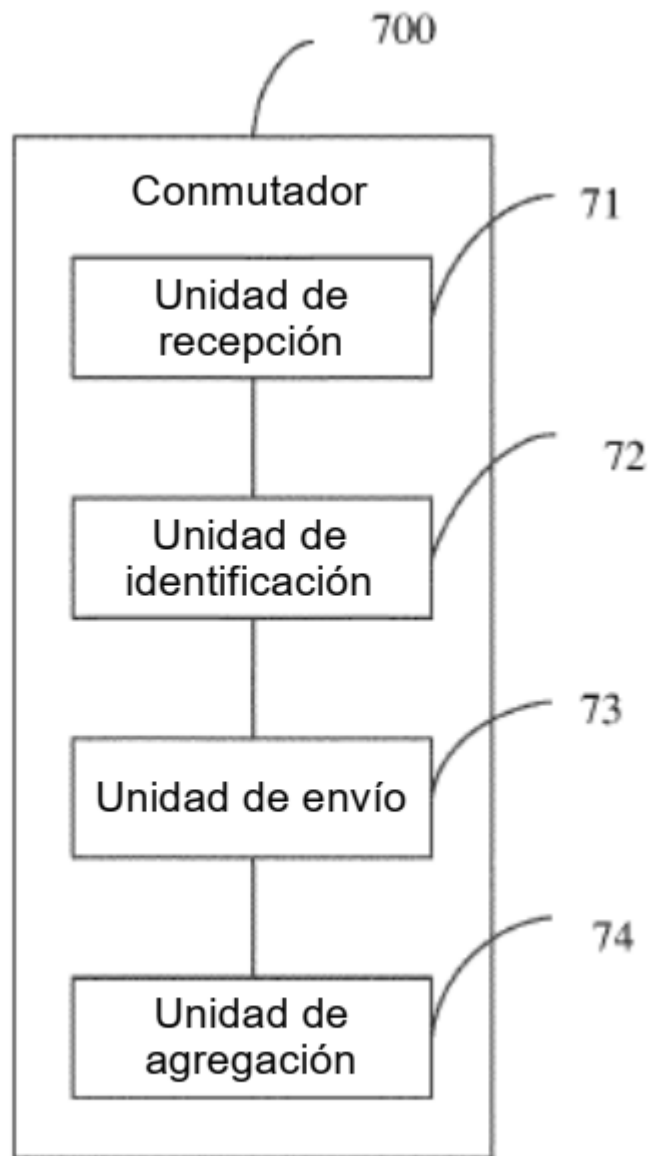 700
Conmutador
71
Unidad de
recepción
72
Unidad de
identificación
73
Unidad de envío
74
Unidad de
agregación